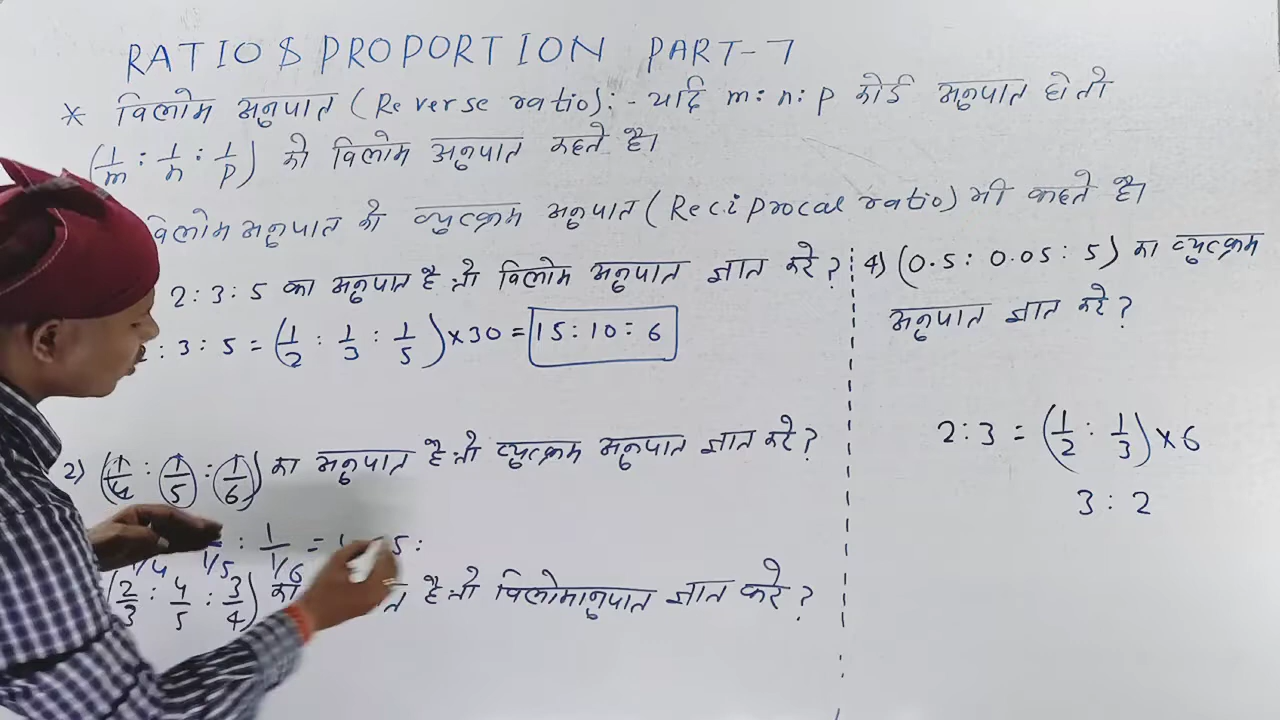 RATIO & PROPORTION PART-7
* विलोम अनुपात (Reverse ratio):- यदि m:n:p कोई अनुपात हो तो
(1/m : 1/n : 1/p) को विलोम अनुपात कहते है।
विलोम अनुपात को व्युत्क्रम अनुपात (Reciprocal ratio) भी कहते है।
2:3:5 का अनुपात है तो विलोम अनुपात ज्ञात करे?
: 3 : 5 = (1/2 : 1/3 : 1/5) × 30 = 15:10:6
2) (1/4 : 1/5 : 1/6) का अनुपात है तो व्युत्क्रम अनुपात ज्ञात करे?
1/4 1/5 : 1/(1/6) = 5:
(2/3 : 4/5 : 3/4) का त है तो विलोमानुपात ज्ञात करे?
4) (0.5 : 0.05 : 5) का व्युत्क्रम
अनुपात ज्ञात करे?
2:3 = (1/2 : 1/3) × 6
3 : 2